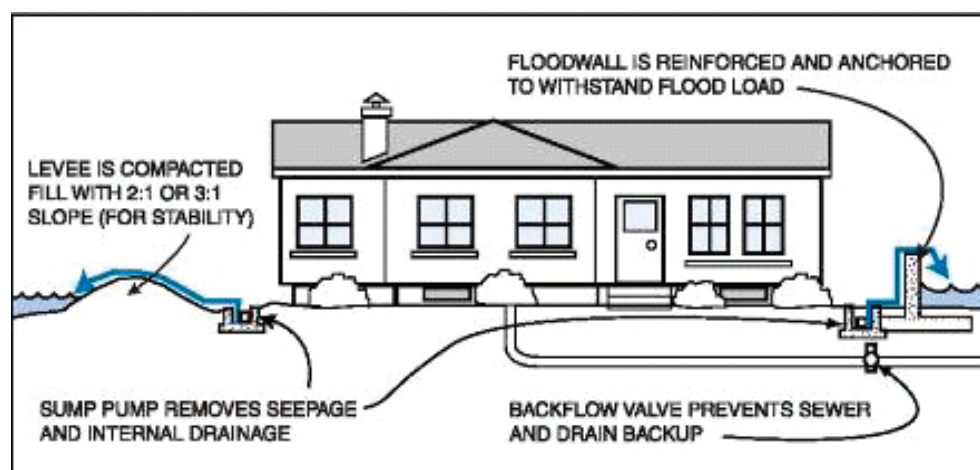 FLOODWALL IS REINFORCED AND ANCHORED
TO WITHSTAND FLOOD LOAD
LEVEE IS COMPACTED
FILL WITH 2:1 OR 3:1
SLOPE (FOR STABILITY)
SUMP PUMP REMOVES SEEPAGE
AND INTERNAL DRAINAGE
BACKFLOW VALVE PREVENTS SEWER
AND DRAIN BACKUP